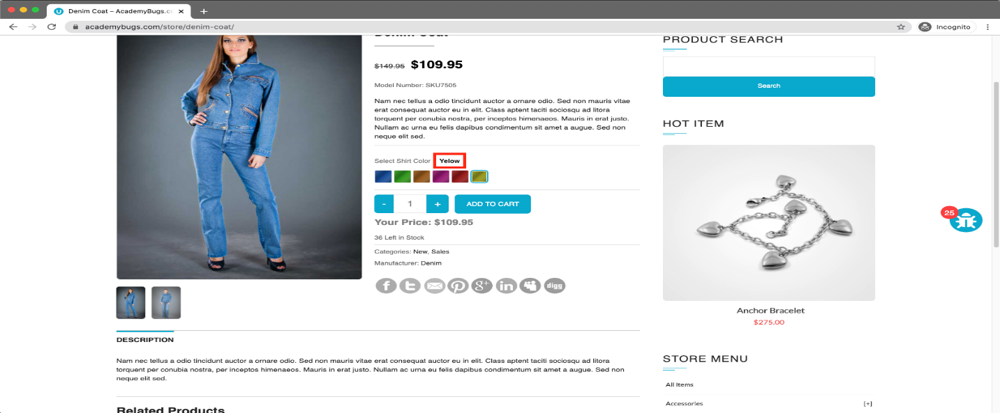 Denim Coat – AcademyBugs.co
academybugs.com/store/denim-coat/
Incognito
Denim Coat
$149.95 $109.95
Model Number: SKU7505
Nam nec tellus a odio tincidunt auctor a ornare odio. Sed non mauris vitae
erat consequat auctor eu in elit. Class aptent taciti sociosqu ad litora
torquent per conubia nostra, per inceptos himenaeos. Mauris in erat justo.
Nullam ac urna eu felis dapibus condimentum sit amet a augue. Sed non
neque elit sed.
Select Shirt Color Yelow
- 1 + ADD TO CART
Your Price: $109.95
36 Left in Stock
Categories: New, Sales
Manufacturer: Denim
f t g+ in digg
DESCRIPTION
Nam nec tellus a odio tincidunt auctor a ornare odio. Sed non mauris vitae erat consequat auctor eu in elit. Class aptent taciti sociosqu ad litora
torquent per conubia nostra, per inceptos himenaeos. Mauris in erat justo. Nullam ac urna eu felis dapibus condimentum sit amet a augue. Sed non
neque elit sed.
Related Products
PRODUCT SEARCH
Search
HOT ITEM
Anchor Bracelet
$275.00
STORE MENU
All Items
Accessories [+]
25